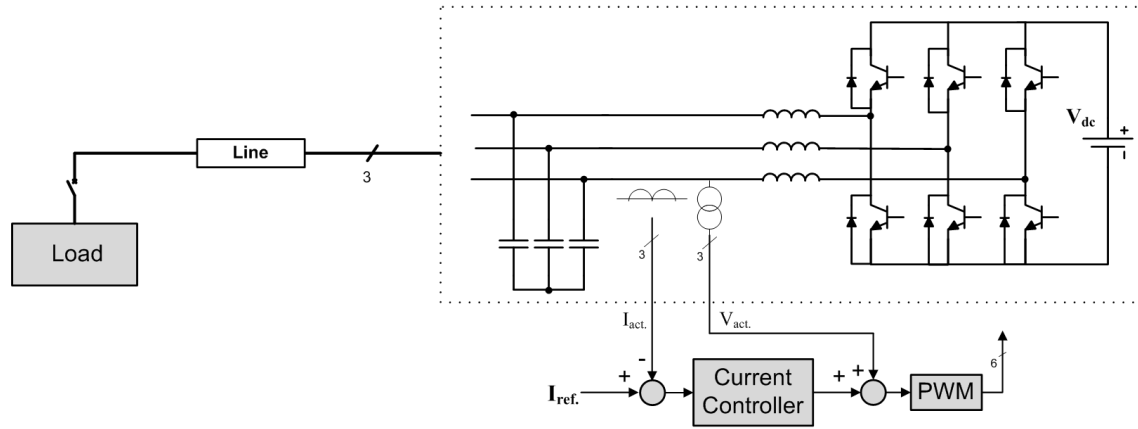 V_dc
+
-
Line
3
Load
3
3
I_act.
V_act.
6
-
+
+
+
I_ref.
Current
Controller
PWM